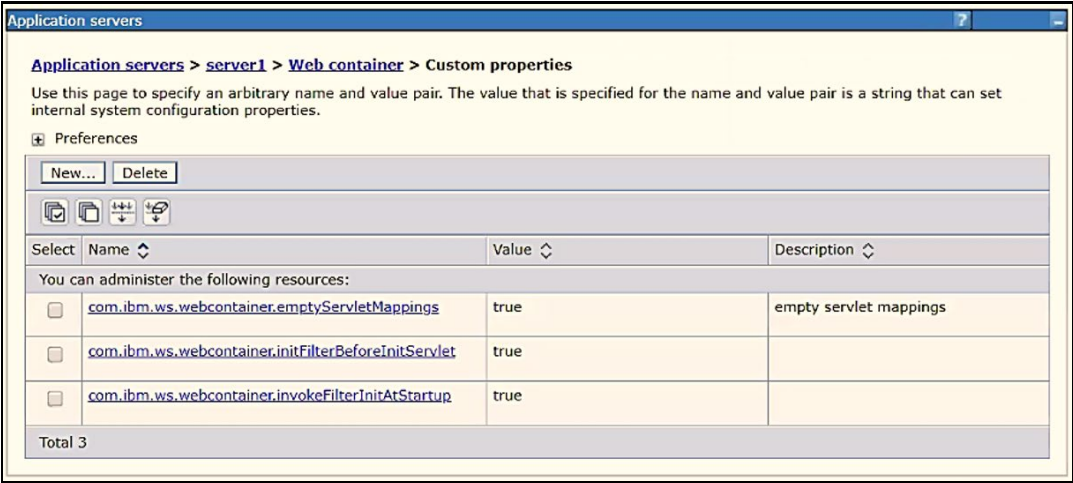 Application servers ?
Application servers > server1 > Web container > Custom properties
Use this page to specify an arbitrary name and value pair. The value that is specified for the name and value pair is a string that can set
internal system configuration properties.
Preferences
New... Delete
Select Name Value Description
You can administer the following resources:
com.ibm.ws.webcontainer.emptyServletMappings true empty servlet mappings
com.ibm.ws.webcontainer.initFilterBeforeInitServlet true
com.ibm.ws.webcontainer.invokeFilterInitAtStartup true
Total 3